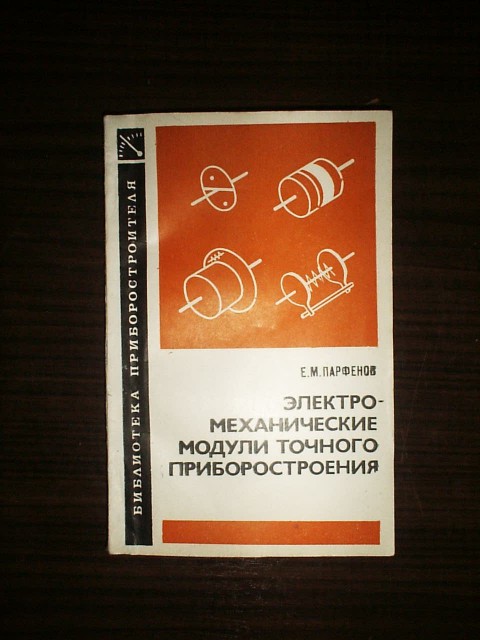 БИБЛИОТЕКА ПРИБОРОСТРОИТЕЛЯ
Е.М.ПАРФЕНОВ
ЭЛЕКТРО-
МЕХАНИЧЕСКИЕ
МОДУЛИ ТОЧНОГО
ПРИБОРОСТРОЕНИЯ